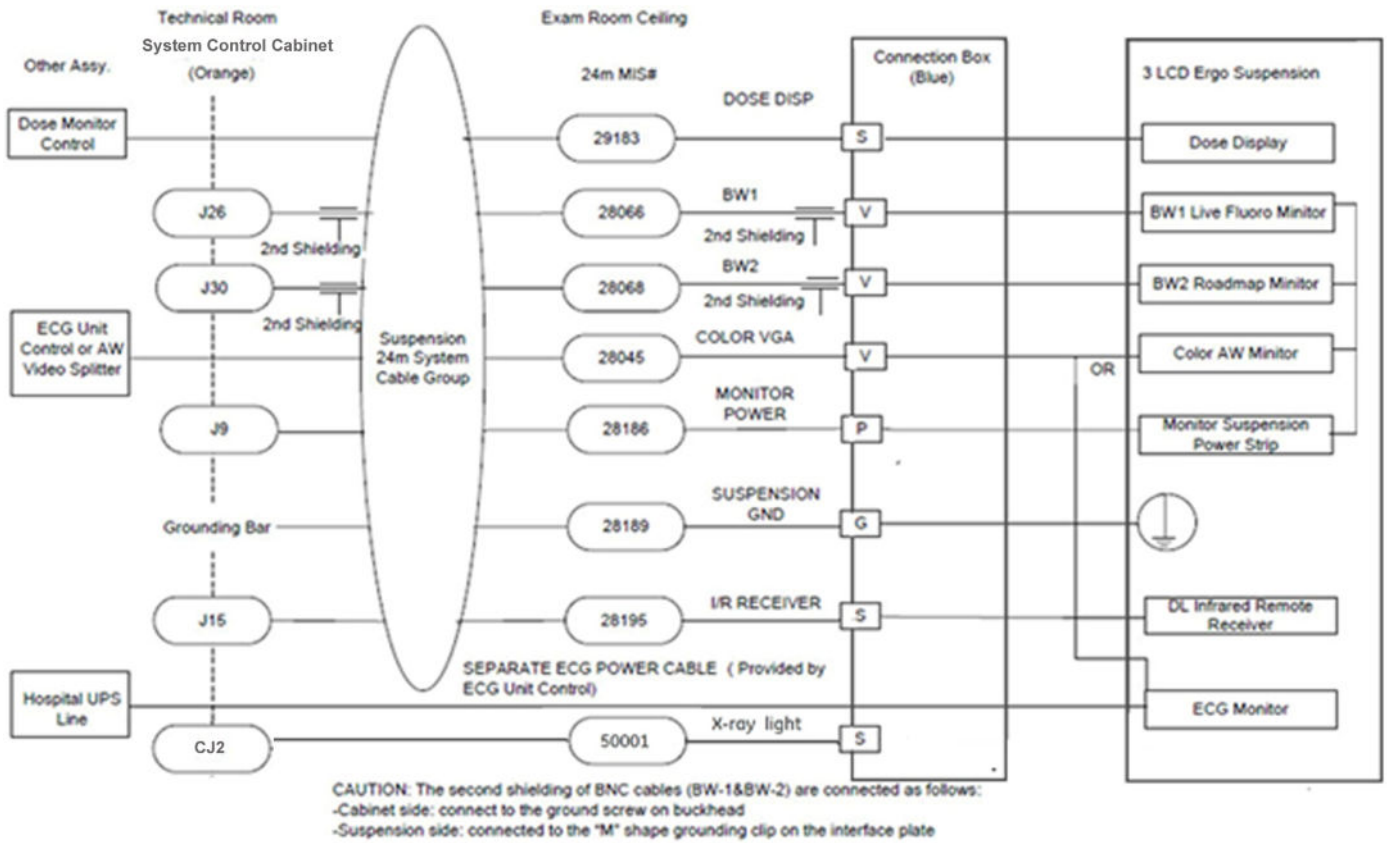 Technical Room
Exam Room Ceiling
System Control Cabinet
Other Assy.
(Orange)
24m MIS#
Connection Box
(Blue)
3 LCD Ergo Suspension
DOSE DISP
Dose Monitor
Control
29183
S
Dose Display
J26
2nd Shielding
28066
BW1
2nd Shielding
V
BW1 Live Fluoro Minitor
J30
2nd Shielding
28068
BW2
2nd Shielding
V
BW2 Roadmap Minitor
ECG Unit
Control or AW
Video Splitter
Suspension
24m System
Cable Group
28045
COLOR VGA
V
OR
Color AW Minitor
J9
28186
MONITOR
POWER
P
Monitor Suspension
Power Strip
Grounding Bar
28189
SUSPENSION
GND
G
J15
28195
I/R RECEIVER
S
DL Infrared Remote
Receiver
SEPARATE ECG POWER CABLE ( Provided by
ECG Unit Control)
Hospital UPS
Line
ECG Monitor
CJ2
50001
X-ray light
S
CAUTION: The second shielding of BNC cables (BW-1&BW-2) are connected as follows:
-Cabinet side: connect to the ground screw on buckhead
-Suspension side: connected to the "M" shape grounding clip on the interface plate